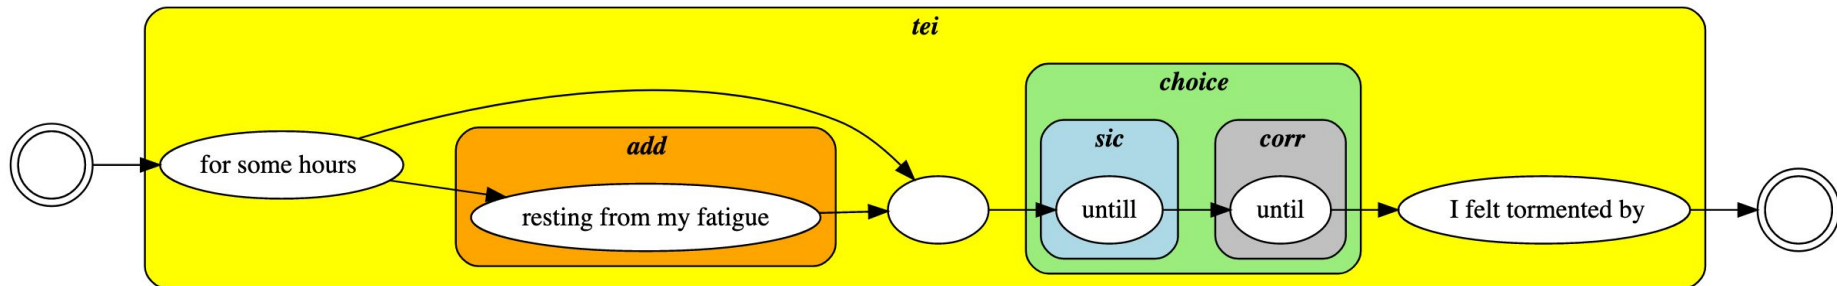 tei
choice
add
sic
corr
for some hours
resting from my fatigue
untill
until
I felt tormented by